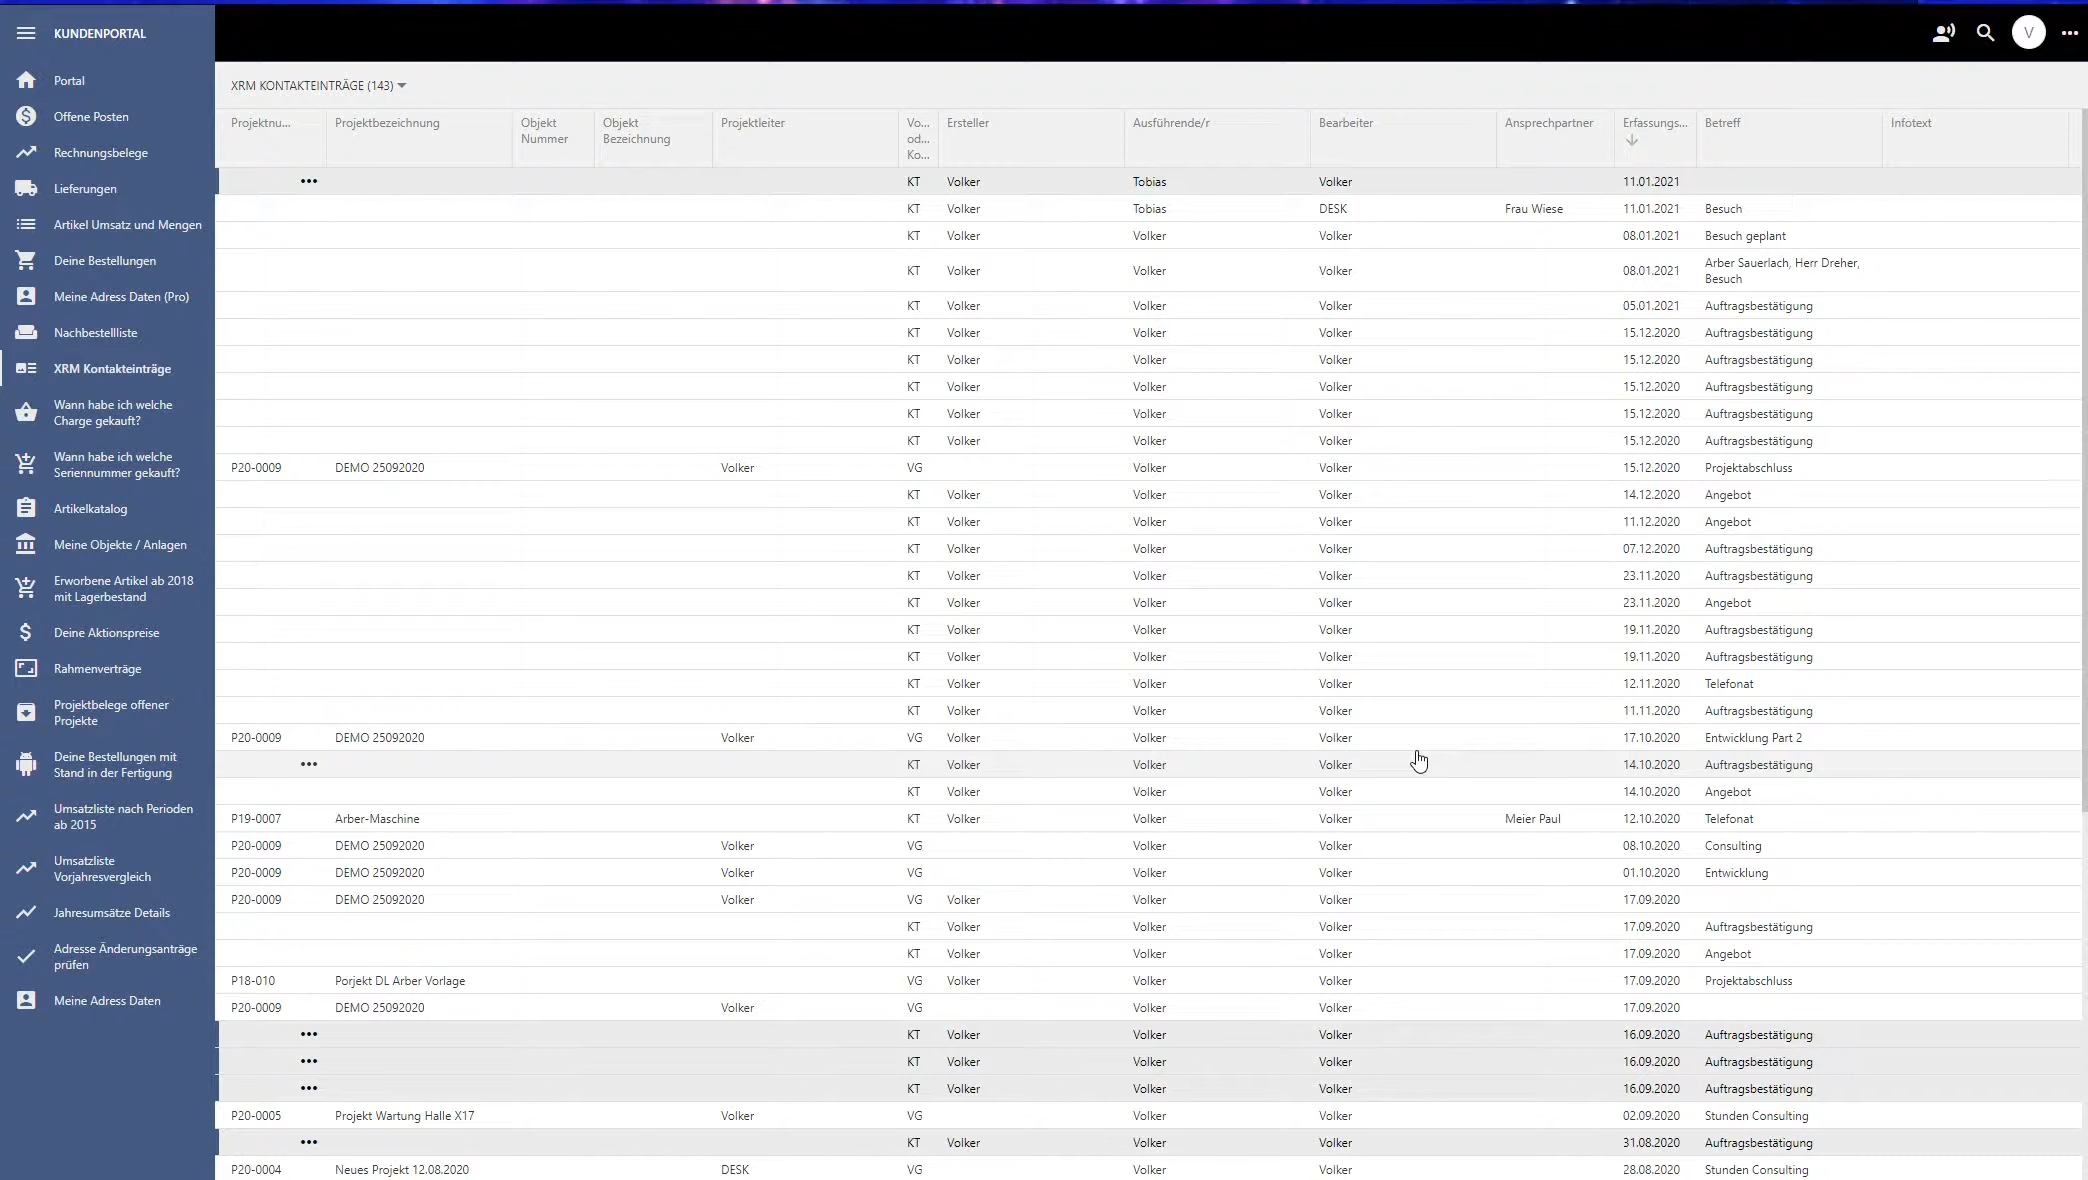 KUNDENPORTAL
V
Portal
Offene Posten
Rechnungsbelege
Lieferungen
Artikel Umsatz und Mengen
Deine Bestellungen
Meine Adress Daten (Pro)
Nachbestellliste
XRM Kontakteinträge
Wann habe ich welche
Charge gekauft?
Wann habe ich welche
Seriennummer gekauft?
Artikelkatalog
Meine Objekte / Anlagen
Erworbene Artikel ab 2018
mit Lagerbestand
Deine Aktionspreise
Rahmenverträge
Projektbelege offener
Projekte
Deine Bestellungen mit
Stand in der Fertigung
Umsatzliste nach Perioden
ab 2015
Umsatzliste
Vorjahresvergleich
Jahresumsätze Details
Adresse Änderungsanträge
prüfen
Meine Adress Daten
XRM KONTAKTEINTRÄGE (143)
Projektnu... Projektbezeichnung Objekt Nummer Objekt Bezeichnung Projektleiter Vo... od... Ko... Ersteller Ausführende/r Bearbeiter Ansprechpartner Erfassungs... Betreff Infotext
••• KT Volker Tobias Volker 11.01.2021
KT Volker Tobias DESK Frau Wiese 11.01.2021 Besuch
KT Volker Volker Volker 08.01.2021 Besuch geplant
KT Volker Volker Volker 08.01.2021 Arber Sauerlach, Herr Dreher, Besuch
KT Volker Volker Volker 05.01.2021 Auftragsbestätigung
KT Volker Volker Volker 15.12.2020 Auftragsbestätigung
KT Volker Volker Volker 15.12.2020 Auftragsbestätigung
KT Volker Volker Volker 15.12.2020 Auftragsbestätigung
KT Volker Volker Volker 15.12.2020 Auftragsbestätigung
KT Volker Volker Volker 15.12.2020 Auftragsbestätigung
P20-0009 DEMO 25092020 Volker VG Volker Volker 15.12.2020 Projektabschluss
KT Volker Volker Volker 14.12.2020 Angebot
KT Volker Volker Volker 11.12.2020 Angebot
KT Volker Volker Volker 07.12.2020 Auftragsbestätigung
KT Volker Volker Volker 23.11.2020 Auftragsbestätigung
KT Volker Volker Volker 23.11.2020 Angebot
KT Volker Volker Volker 19.11.2020 Auftragsbestätigung
KT Volker Volker Volker 19.11.2020 Auftragsbestätigung
KT Volker Volker Volker 12.11.2020 Telefonat
KT Volker Volker Volker 11.11.2020 Auftragsbestätigung
P20-0009 DEMO 25092020 Volker VG Volker Volker Volker 17.10.2020 Entwicklung Part 2
••• KT Volker Volker Volker 14.10.2020 Auftragsbestätigung
KT Volker Volker Volker 14.10.2020 Angebot
P19-0007 Arber-Maschine KT Volker Volker Volker Meier Paul 12.10.2020 Telefonat
P20-0009 DEMO 25092020 Volker VG Volker Volker 08.10.2020 Consulting
P20-0009 DEMO 25092020 Volker VG Volker Volker 01.10.2020 Entwicklung
P20-0009 DEMO 25092020 Volker VG Volker Volker Volker 17.09.2020
KT Volker Volker Volker 17.09.2020 Auftragsbestätigung
KT Volker Volker Volker 17.09.2020 Angebot
P18-010 Porjekt DL Arber Vorlage VG Volker Volker Volker 17.09.2020 Projektabschluss
P20-0009 DEMO 25092020 Volker VG Volker Volker 17.09.2020
••• KT Volker Volker Volker 16.09.2020 Auftragsbestätigung
••• KT Volker Volker Volker 16.09.2020 Auftragsbestätigung
••• KT Volker Volker Volker 16.09.2020 Auftragsbestätigung
P20-0005 Projekt Wartung Halle X17 Volker VG Volker Volker 02.09.2020 Stunden Consulting
••• KT Volker Volker Volker 31.08.2020 Auftragsbestätigung
P20-0004 Neues Projekt 12.08.2020 DESK VG Volker Volker 28.08.2020 Stunden Consulting